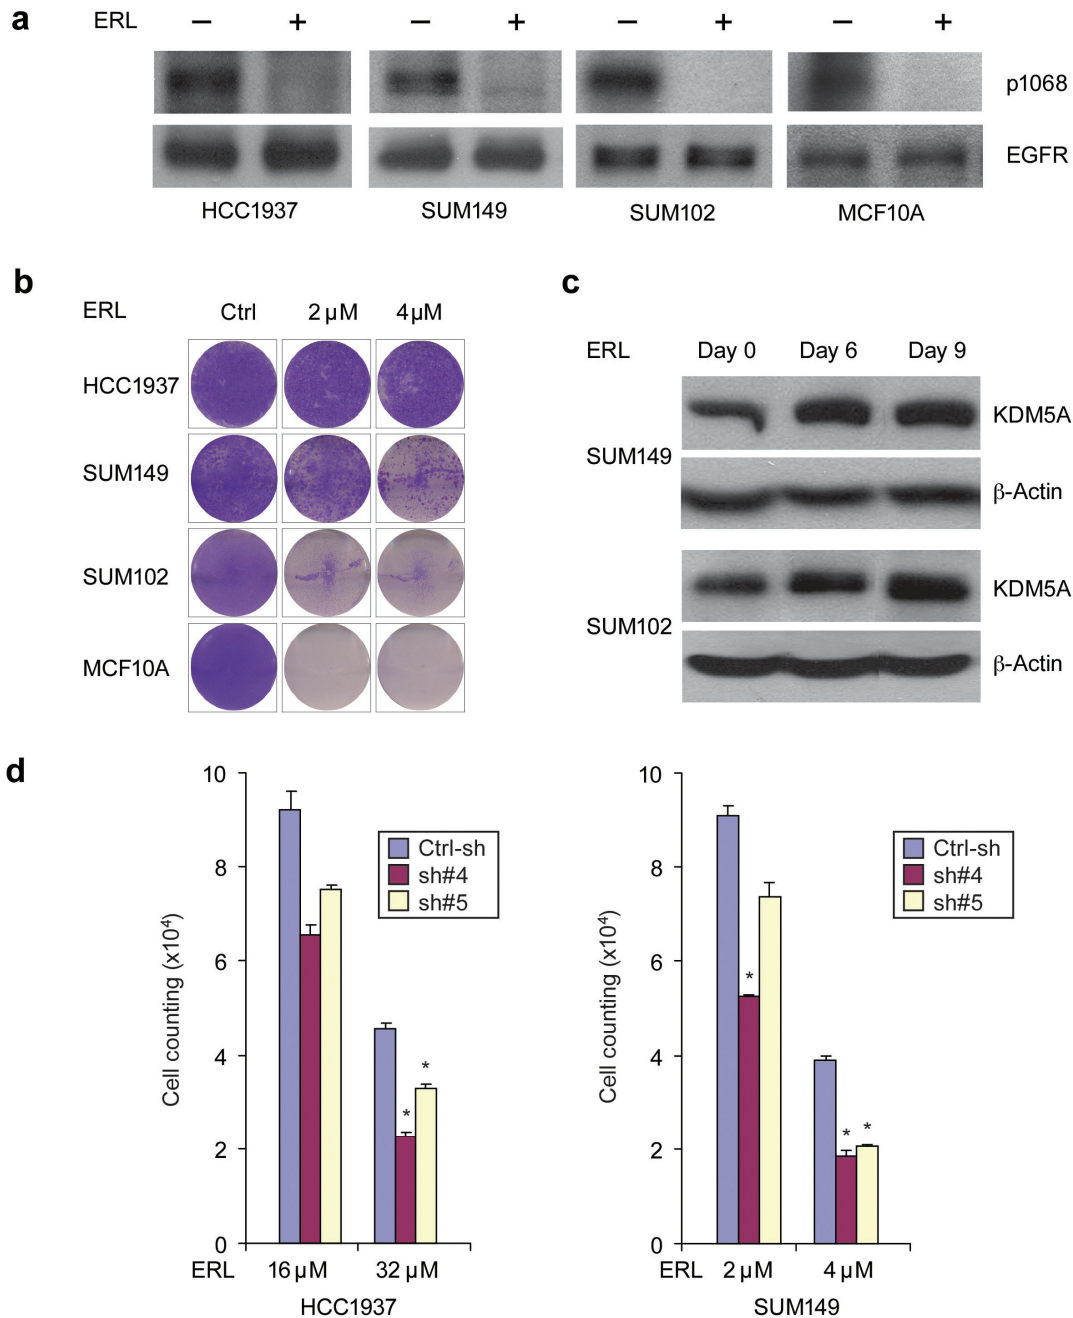 a
ERL − + − + − + − +
p1068
EGFR
HCC1937 SUM149 SUM102 MCF10A
b
ERL Ctrl 2 µM 4 µM
HCC1937
SUM149
SUM102
MCF10A
c
ERL Day 0 Day 6 Day 9
KDM5A
SUM149
β-Actin
KDM5A
SUM102
β-Actin
d
10
8
6
4
2
0
Cell counting (x10⁴)
Ctrl-sh
sh#4
sh#5
* *
ERL 16 µM 32 µM
HCC1937
10
8
6
4
2
0
Cell counting (x10⁴)
Ctrl-sh
sh#4
sh#5
*
* *
ERL 2 µM 4 µM
SUM149